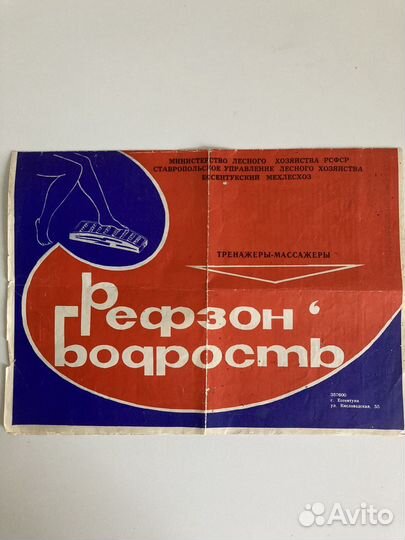 МИНИСТЕРСТВО ЛЕСНОГО ХОЗЯЙСТВА РСФСР
СТАВРОПОЛЬСКОЕ УПРАВЛЕНИЕ ЛЕСНОГО ХОЗЯЙСТВА
ЕССЕНТУКСКИЙ МЕХЛЕСХОЗ
ТРЕНАЖЕРЫ-МАССАЖЕРЫ
Рефзон
бодрость
357600
г. Ессентуки
ул. Кисловодская, 55
Avito